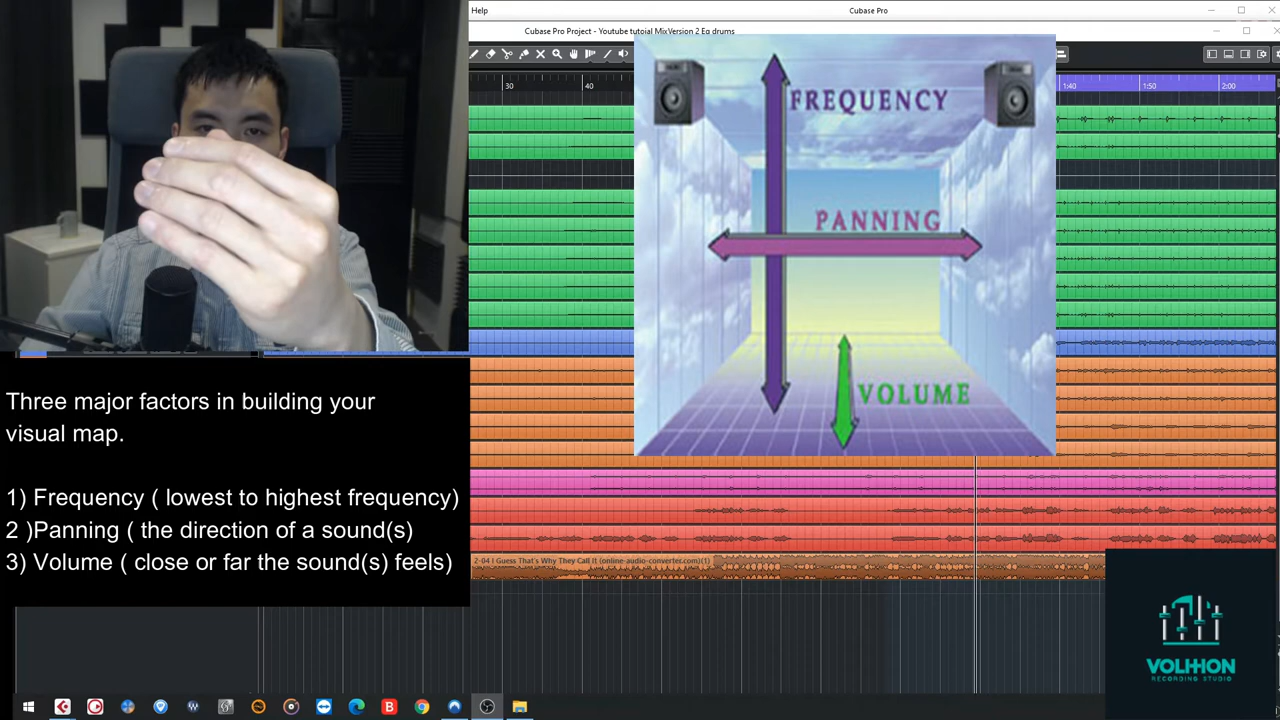 Help
Cubase Pro
Cubase Pro Project - Youtube tutoial MixVersion 2 Eq drums
30
40
1:40
1:50
2:00
FREQUENCY
PANNING
VOLUME
Three major factors in building your
visual map.
1) Frequency ( lowest to highest frequency)
2 )Panning ( the direction of a sound(s)
3) Volume ( close or far the sound(s) feels)
2-04 I Guess That's Why They Call It (online-audio-converter.com)(1)
VOLITION
RECORDING STUDIO